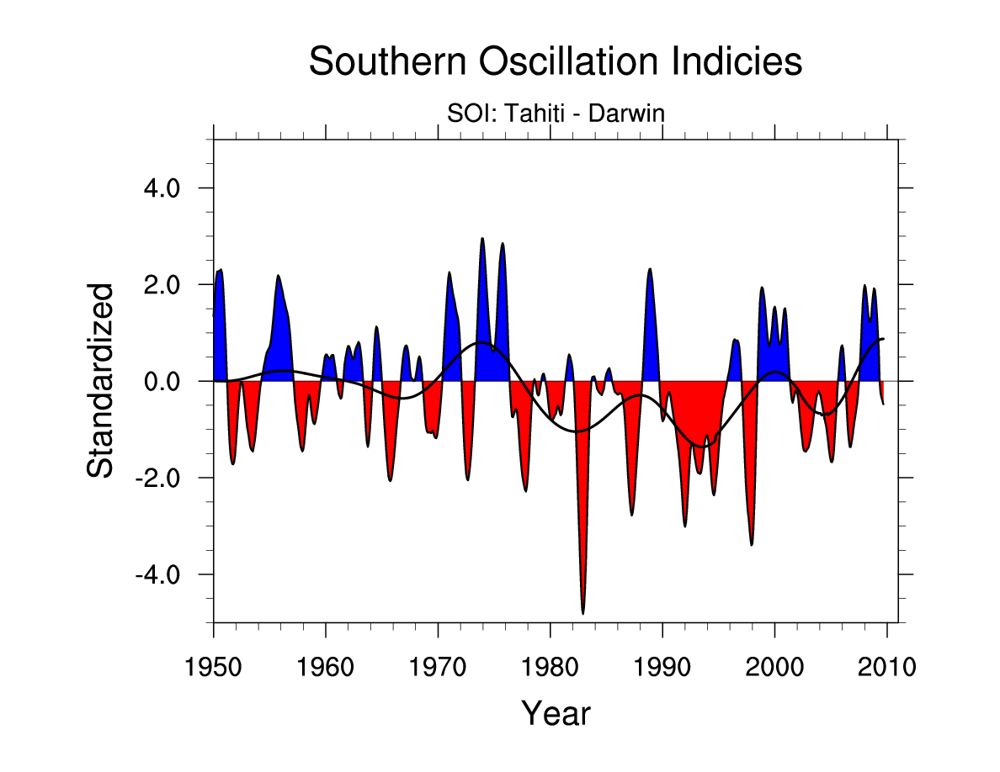 Southern Oscillation Indicies
SOI: Tahiti - Darwin
4.0
2.0
0.0
-2.0
-4.0
Standardized
1950 1960 1970 1980 1990 2000 2010
Year